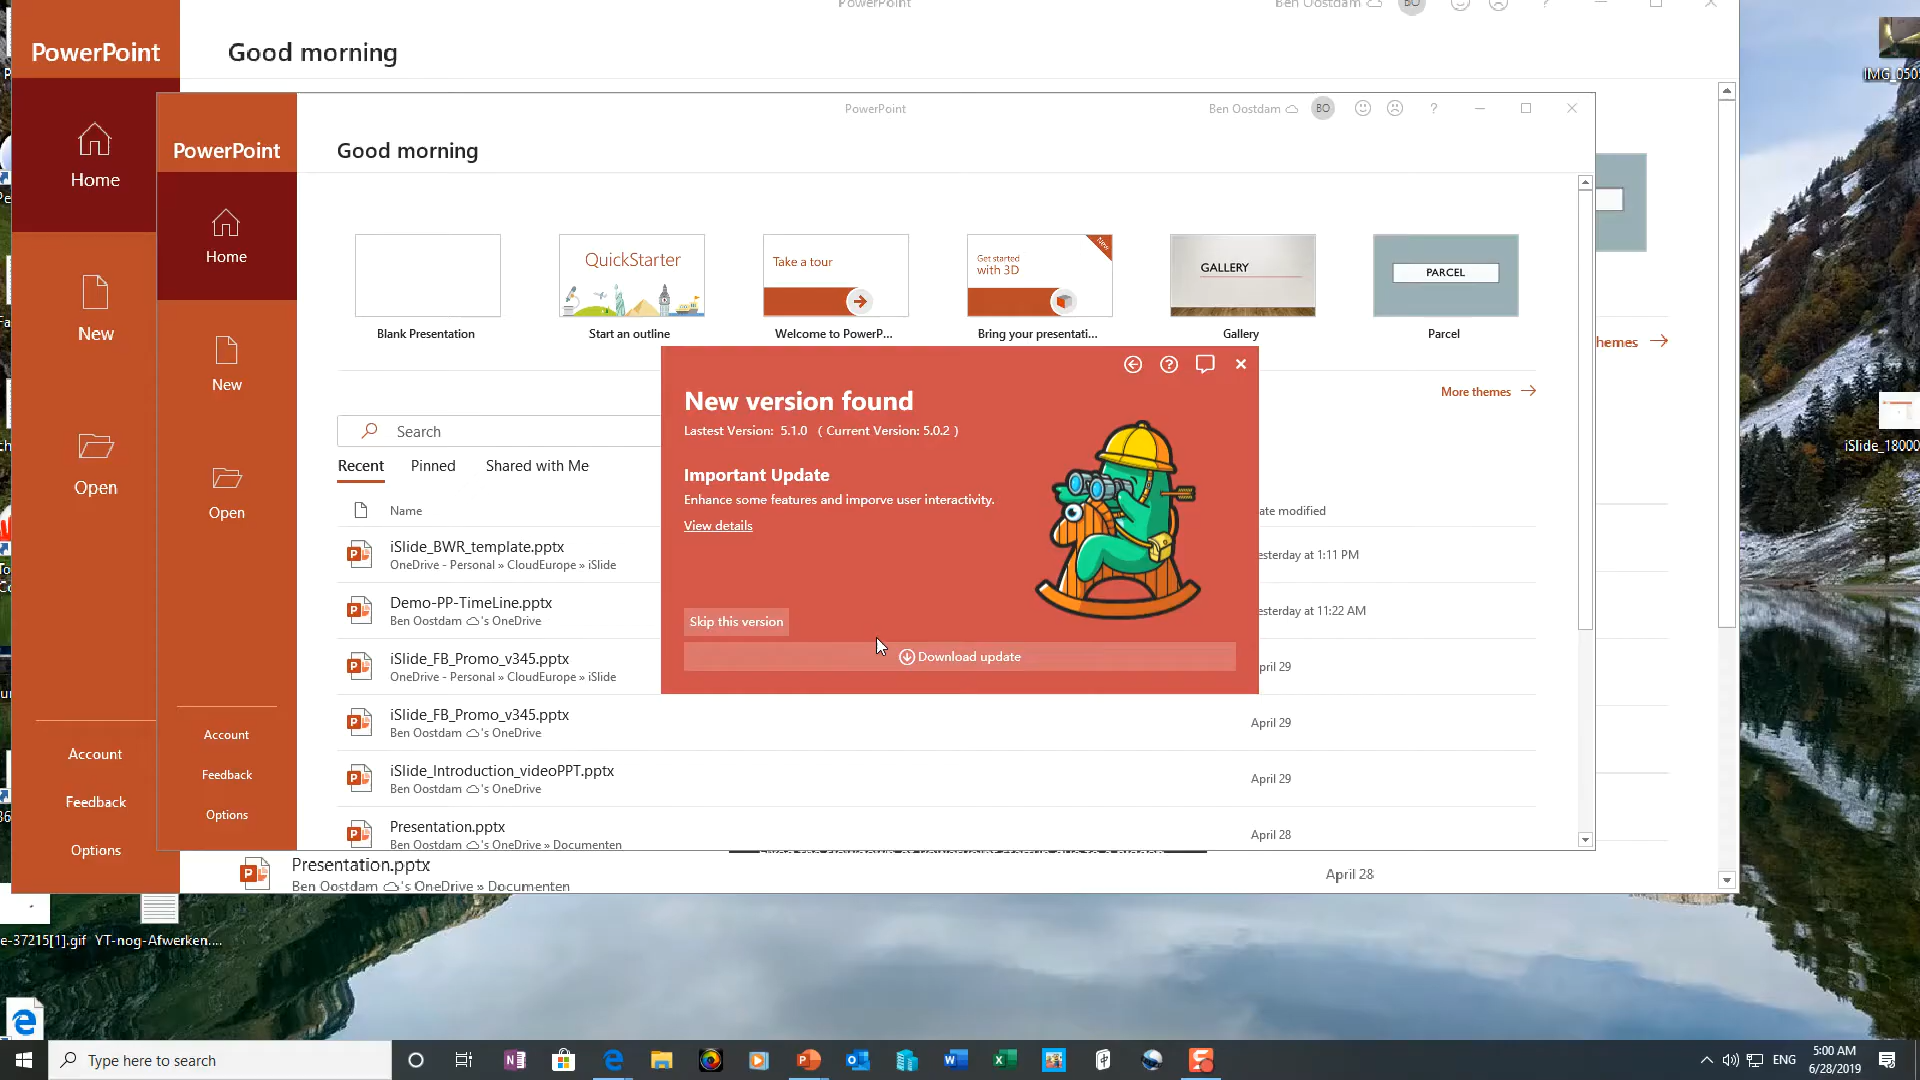 PowerPoint
Ben Oostdam
BO
?
PowerPoint
Good morning
Home
New
Open
Account
Feedback
Options
hemes
Presentation.pptx
Ben Oostdam 's OneDrive » Documenten
April 28
PowerPoint
Ben Oostdam
BO
?
PowerPoint
Good morning
Home
New
Open
Account
Feedback
Options
QuickStarter
Take a tour
Get started
with 3D
New
GALLERY
PARCEL
Blank Presentation
Start an outline
Welcome to PowerP...
Bring your presentati...
Gallery
Parcel
More themes
Search
Recent
Pinned
Shared with Me
Name
ate modified
iSlide_BWR_template.pptx
OneDrive - Personal » CloudEurope » iSlide
esterday at 1:11 PM
Demo-PP-TimeLine.pptx
Ben Oostdam 's OneDrive
esterday at 11:22 AM
iSlide_FB_Promo_v345.pptx
OneDrive - Personal » CloudEurope » iSlide
pril 29
iSlide_FB_Promo_v345.pptx
Ben Oostdam 's OneDrive
April 29
iSlide_Introduction_videoPPT.pptx
Ben Oostdam 's OneDrive
April 29
Presentation.pptx
Ben Oostdam 's OneDrive » Documenten
April 28
New version found
Lastest Version: 5.1.0 ( Current Version: 5.0.2 )
Important Update
Enhance some features and imporve user interactivity.
View details
Skip this version
Download update
IMG_050
iSlide_18000
e-37215[1].gif
YT-nog-Afwerken....
Type here to search
ENG
5:00 AM
6/28/2019